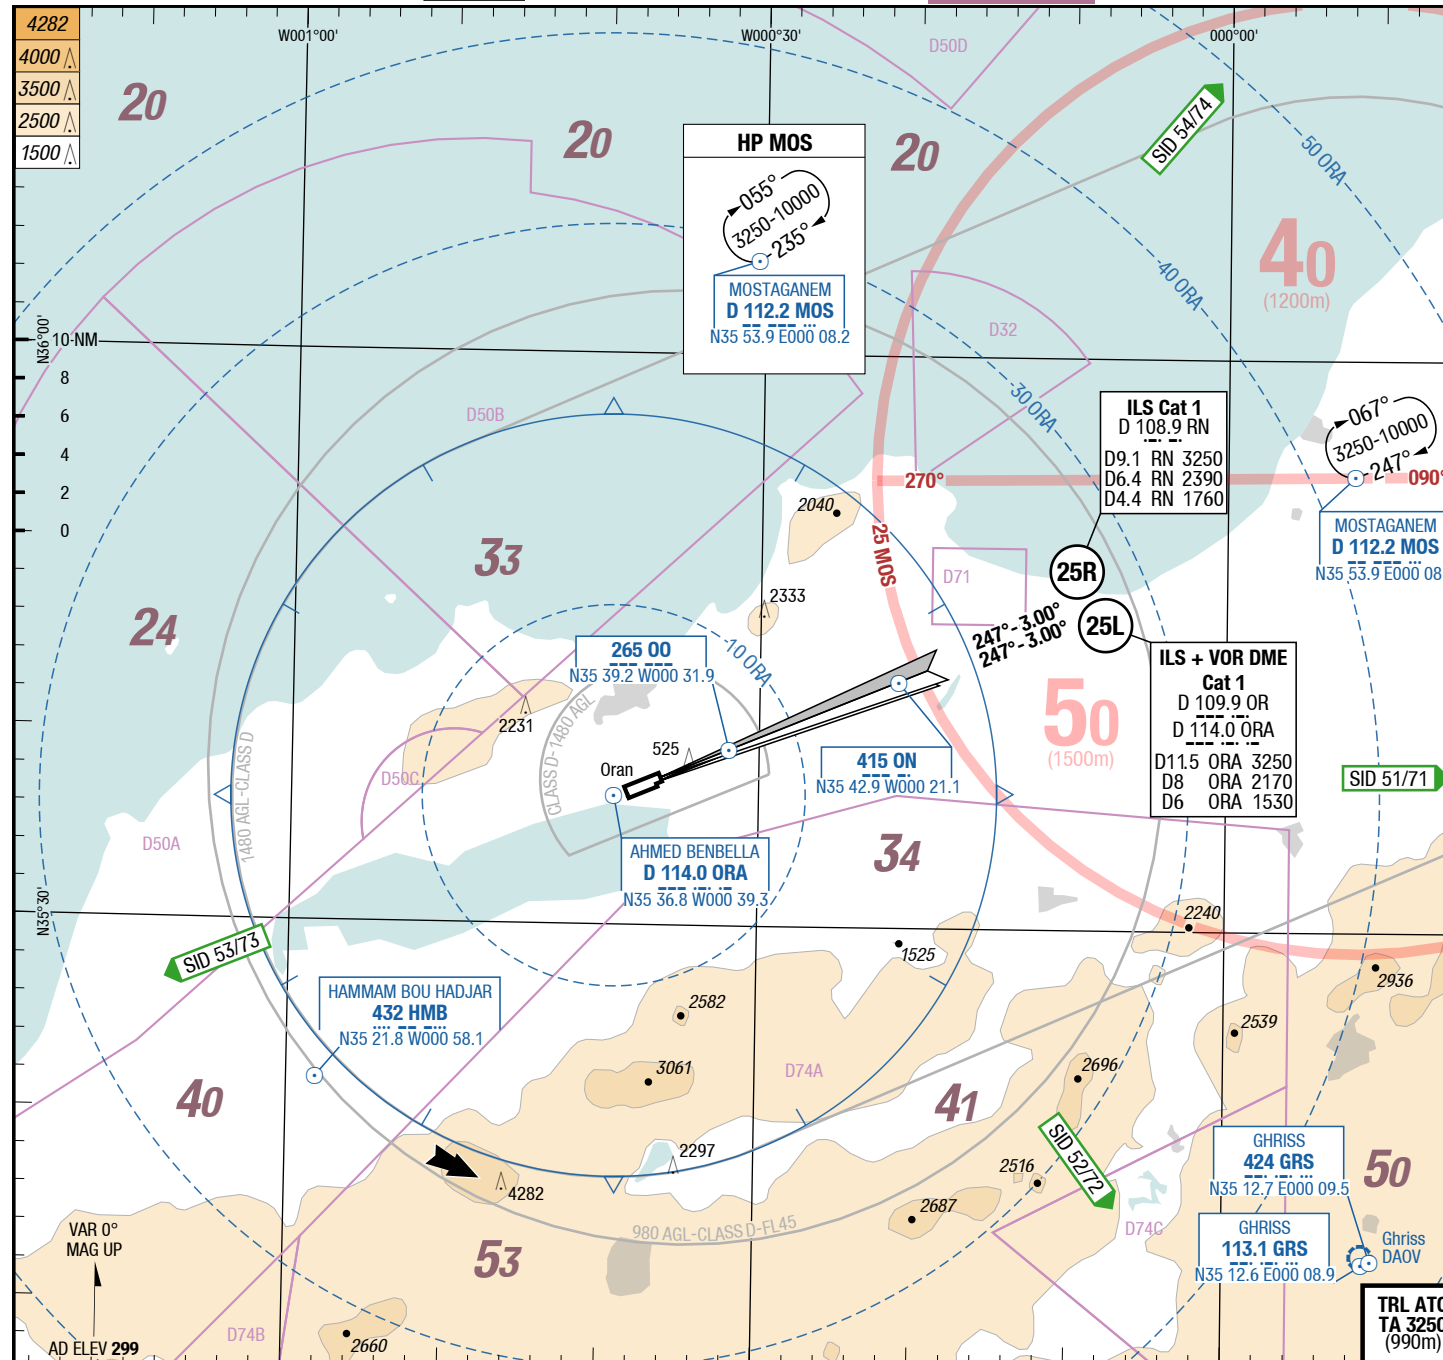 4282
4000
3500
2500
1500
W001°00'
W000°30'
000°00'
D50D
20
20
20
SID 54/74
50 ORA
HP MOS
055°
3250-10000
235°
MOSTAGANEM
D 112.2 MOS
N35 53.9 E000 08.2
40
(1200m)
40 ORA
D32
N36°00'
10-NM
8
6
4
2
0
D50B
30 ORA
ILS Cat 1
D 108.9 RN
D9.1 RN 3250
D6.4 RN 2390
D4.4 RN 1760
067°
3250-10000
247°
270°
090°
MOSTAGANEM
D 112.2 MOS
N35 53.9 E000 08
2040
25 MOS
33
D71
25R
24
2333
247°-3.00°
247°-3.00°
25L
265 OO
N35 39.2 W000 31.9
10 ORA
ILS + VOR DME
Cat 1
D 109.9 OR
D 114.0 ORA
D11.5 ORA 3250
D8 ORA 2170
D6 ORA 1530
2231
50
(1500m)
CLASS D-1480 AGL
1480 AGL-CLASS D
525
Oran
D50C
415 ON
N35 42.9 W000 21.1
SID 51/71
D50A
AHMED BENBELLA
D 114.0 ORA
N35 36.8 W000 39.3
34
N35°30'
2240
SID 53/73
1525
2936
HAMMAM BOU HADJAR
432 HMB
N35 21.8 W000 58.1
2582
2539
3061
D74A
2696
40
41
SID 52/72
2297
2516
GHRISS
424 GRS
N35 12.7 E000 09.5
50
4282
2687
980 AGL-CLASS D-FL45
D74C
GHRISS
113.1 GRS
N35 12.6 E000 08.9
Ghriss
DAOV
VAR 0°
MAG UP
53
D74B
2660
AD ELEV 299
TRL ATC
TA 3250
(990m)